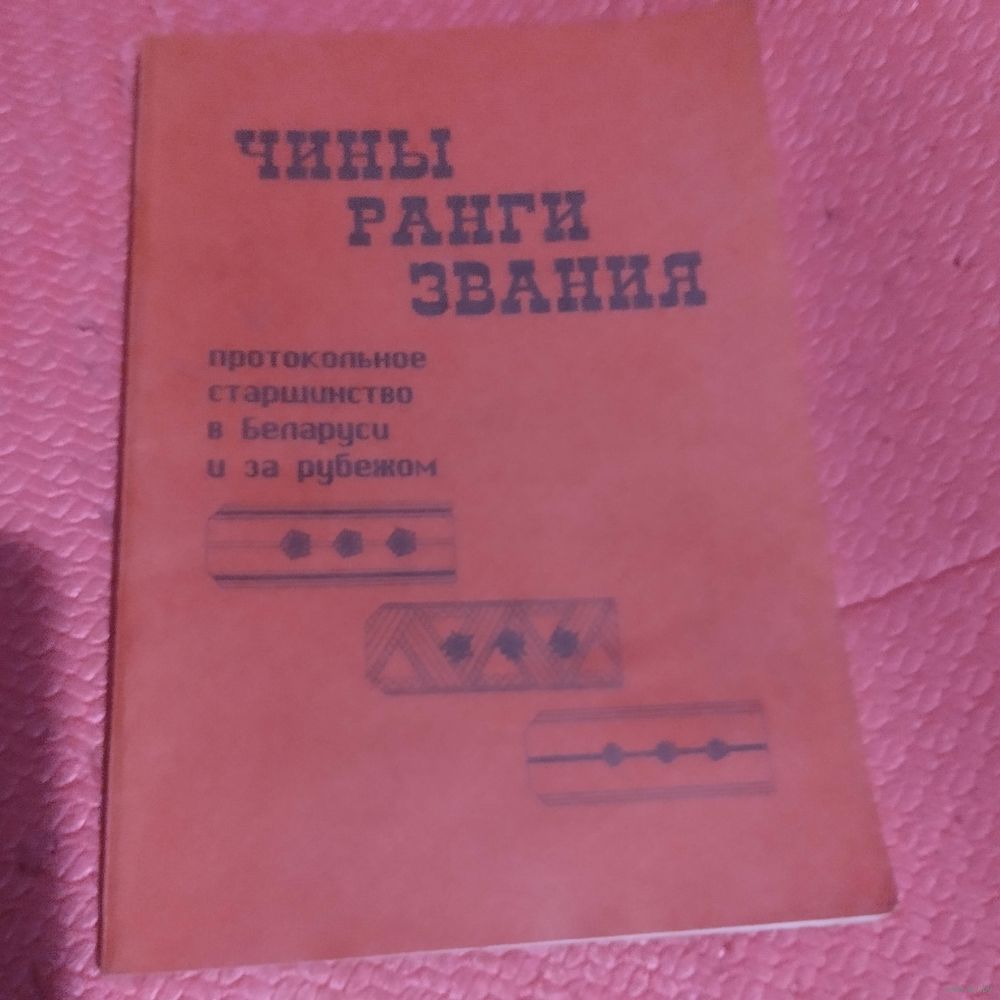 ЧИНЫ
РАНГИ
ЗВАНИЯ
протокольное
старшинство
в Беларуси
и за рубежом